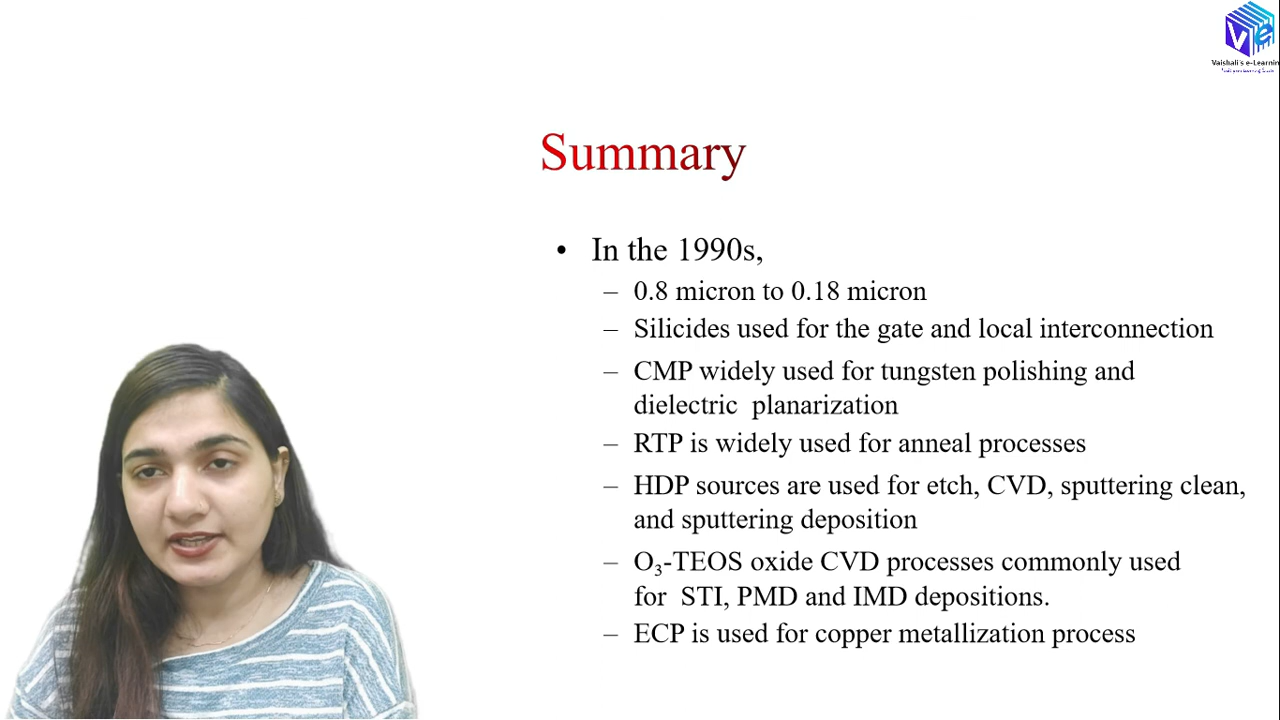 Ve
Vaishali's e-Learnin
Summary
• In the 1990s,
– 0.8 micron to 0.18 micron
– Silicides used for the gate and local interconnection
– CMP widely used for tungsten polishing and
dielectric planarization
– RTP is widely used for anneal processes
– HDP sources are used for etch, CVD, sputtering clean,
and sputtering deposition
– O₃-TEOS oxide CVD processes commonly used
for STI, PMD and IMD depositions.
– ECP is used for copper metallization process